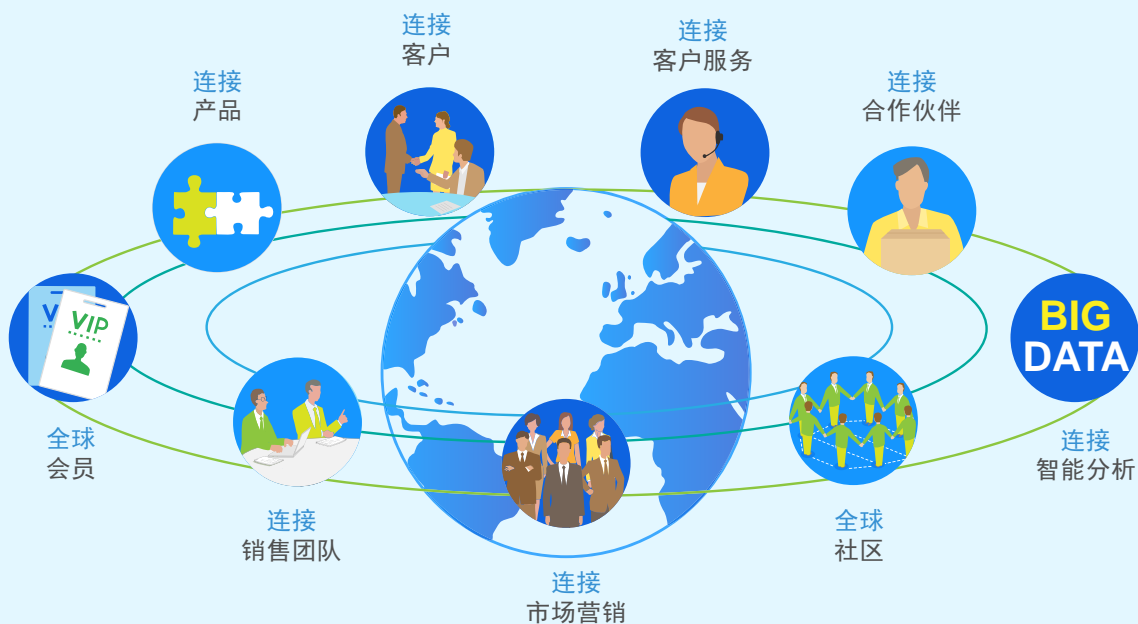 连接
客户
连接
客户服务
连接
产品
连接
合作伙伴
VIP
BIG
DATA
全球
会员
连接
智能分析
连接
销售团队
全球
社区
连接
市场营销